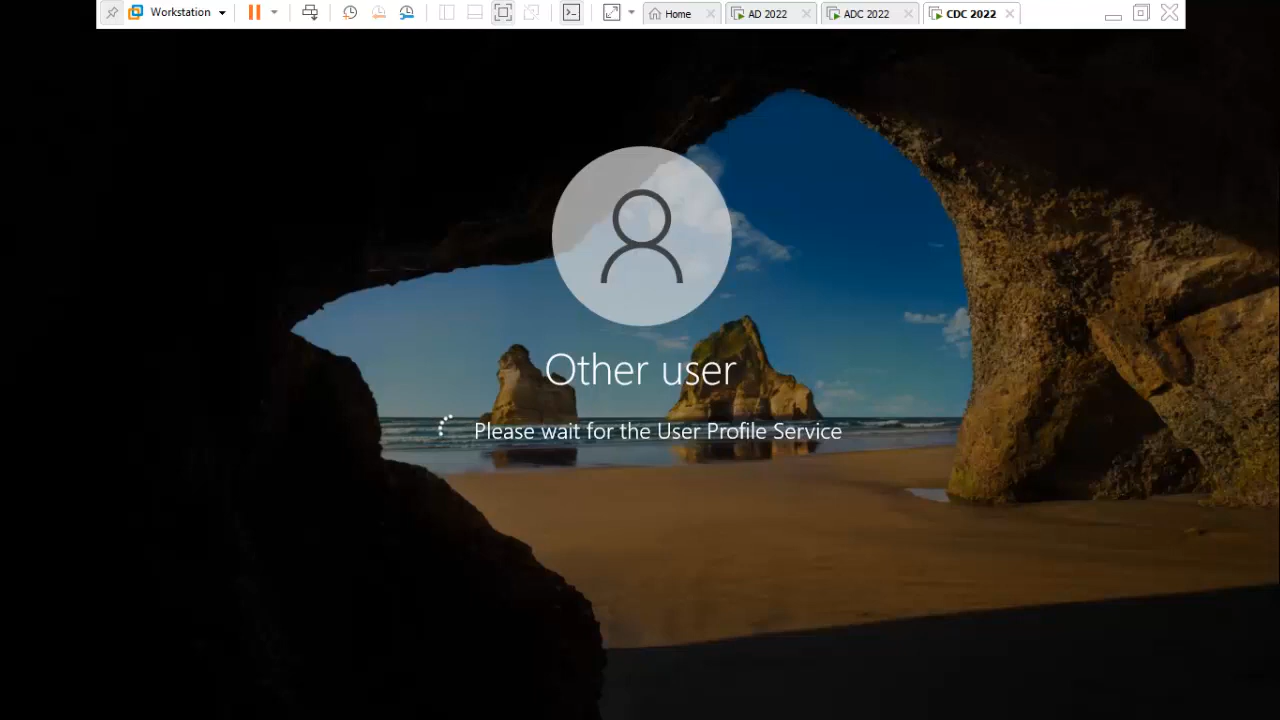 Workstation
Home
AD 2022
ADC 2022
CDC 2022
Other user
Please wait for the User Profile Service